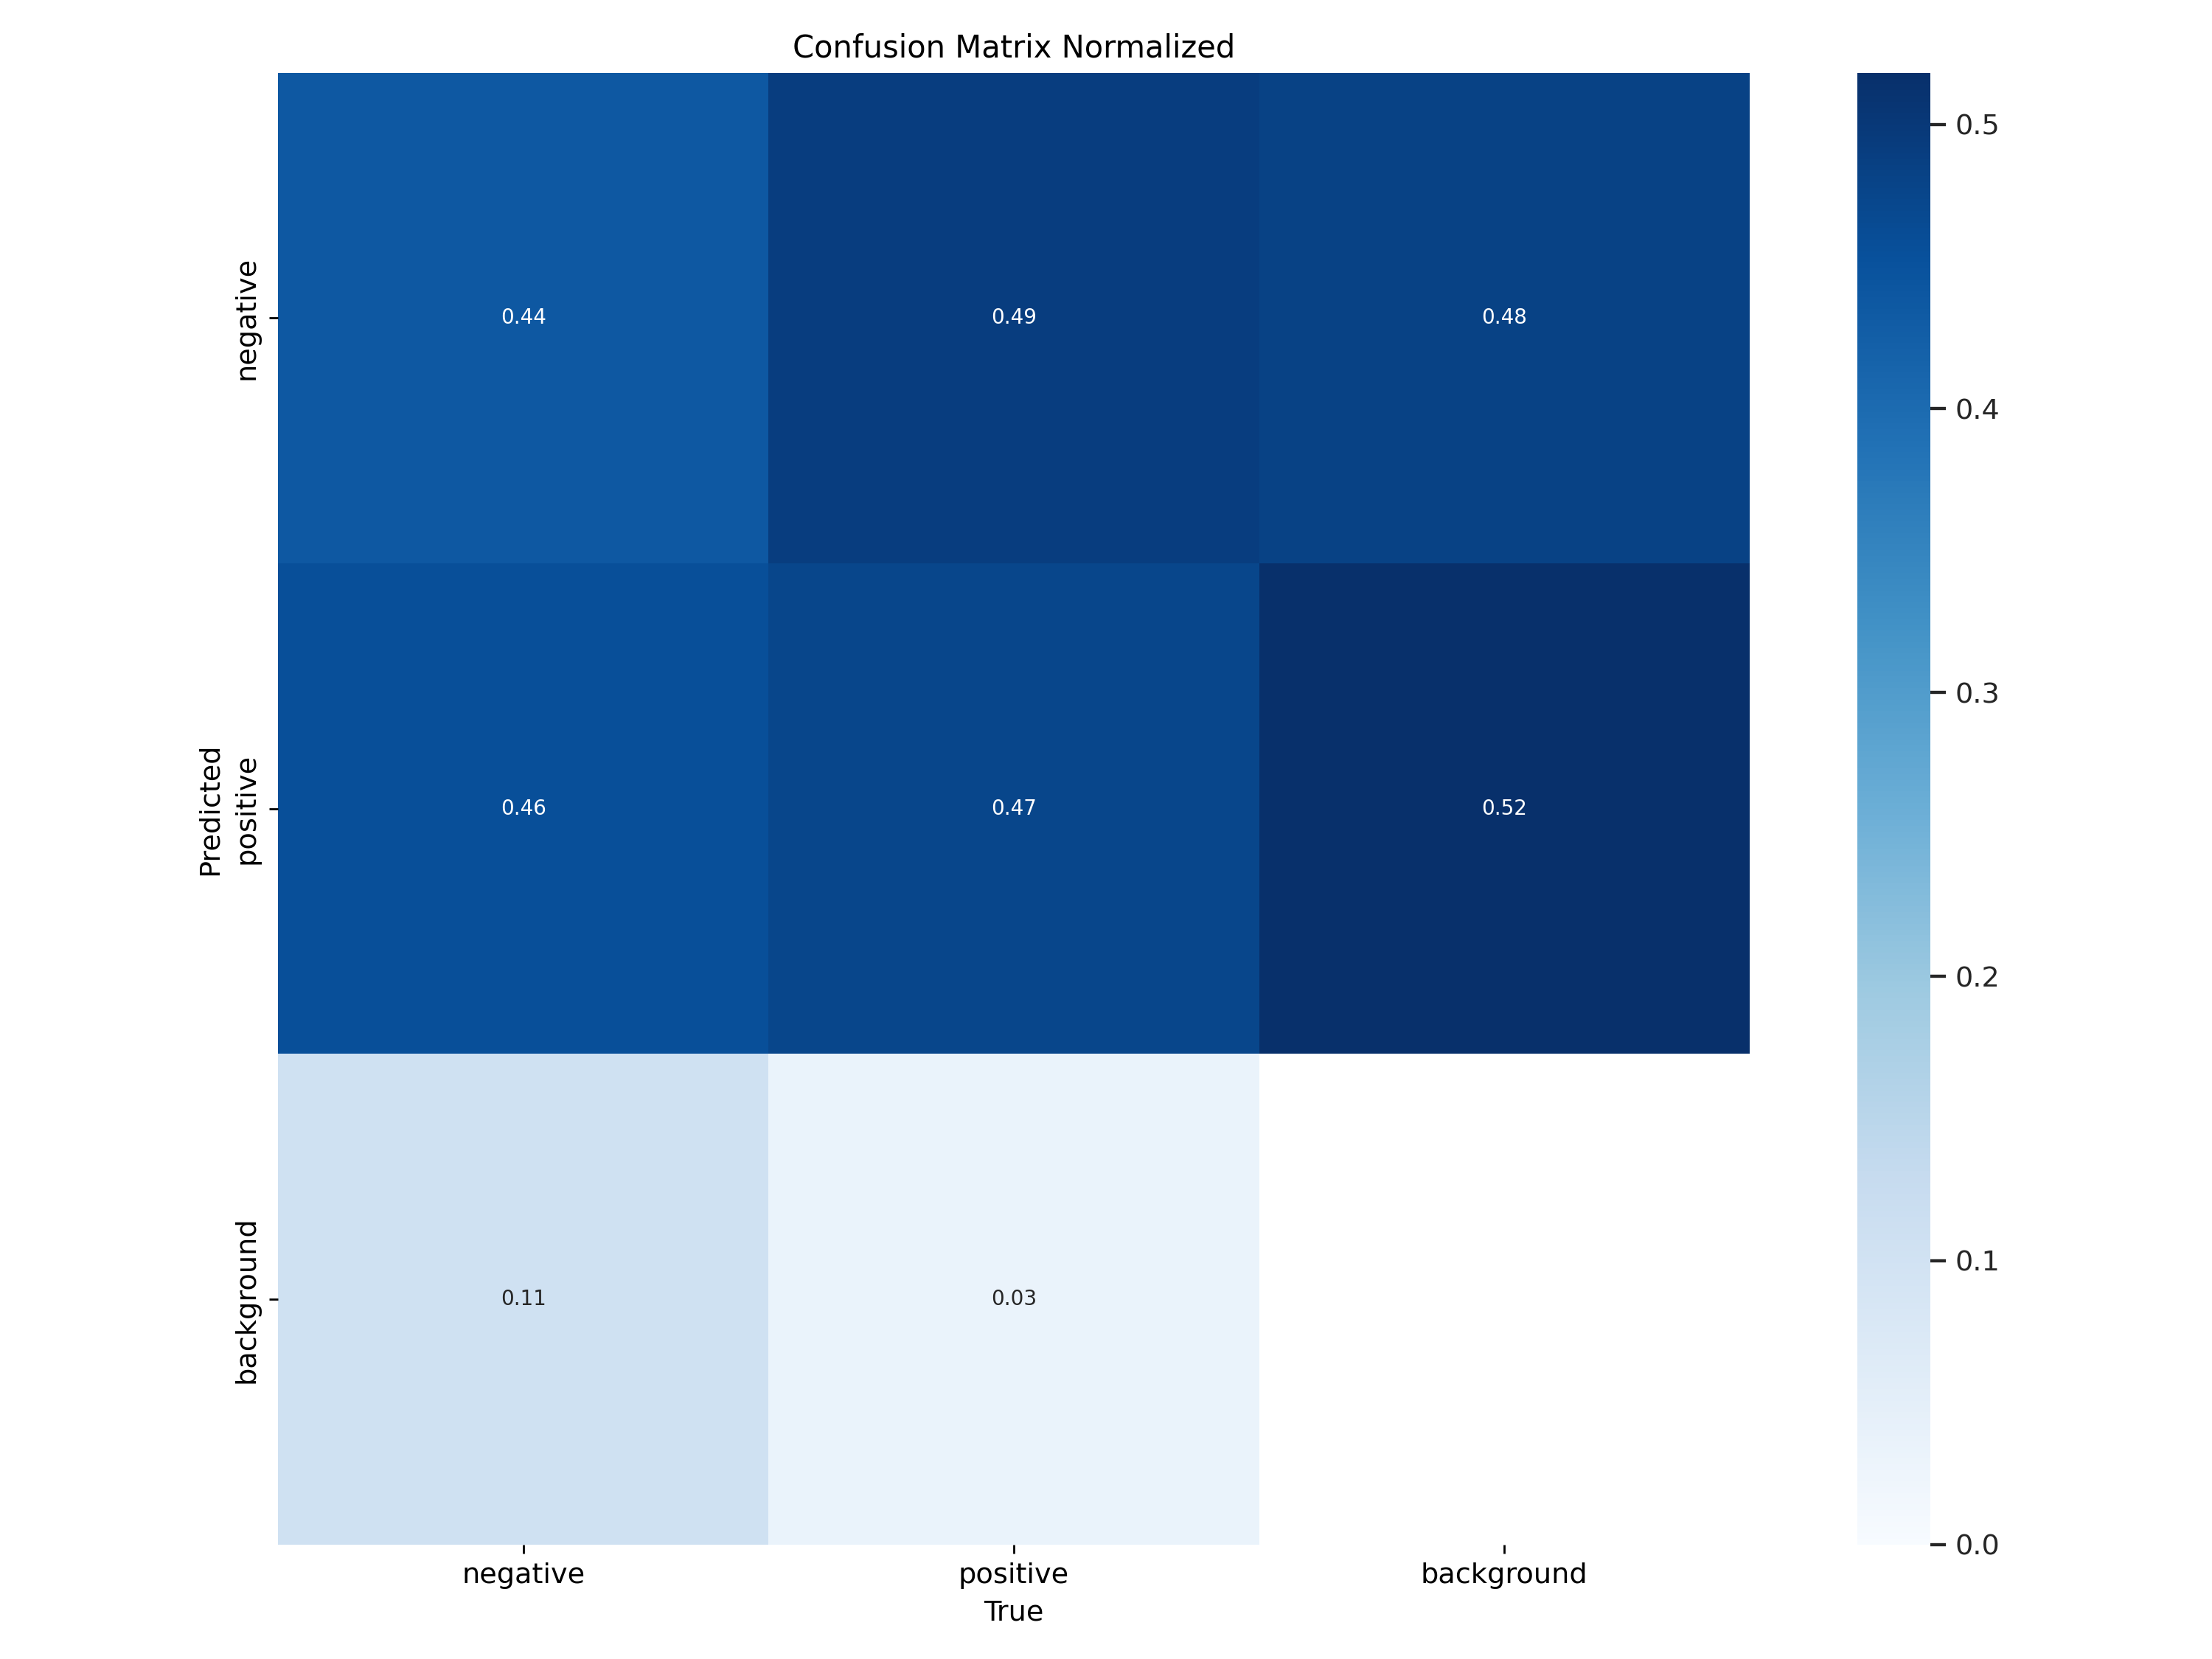 Confusion Matrix Normalized
negative
0.44
0.49
0.48
0.5
0.4
Predicted
positive
0.46
0.47
0.52
0.3
0.2
background
0.11
0.03
0.1
0.0
negative
positive
background
True